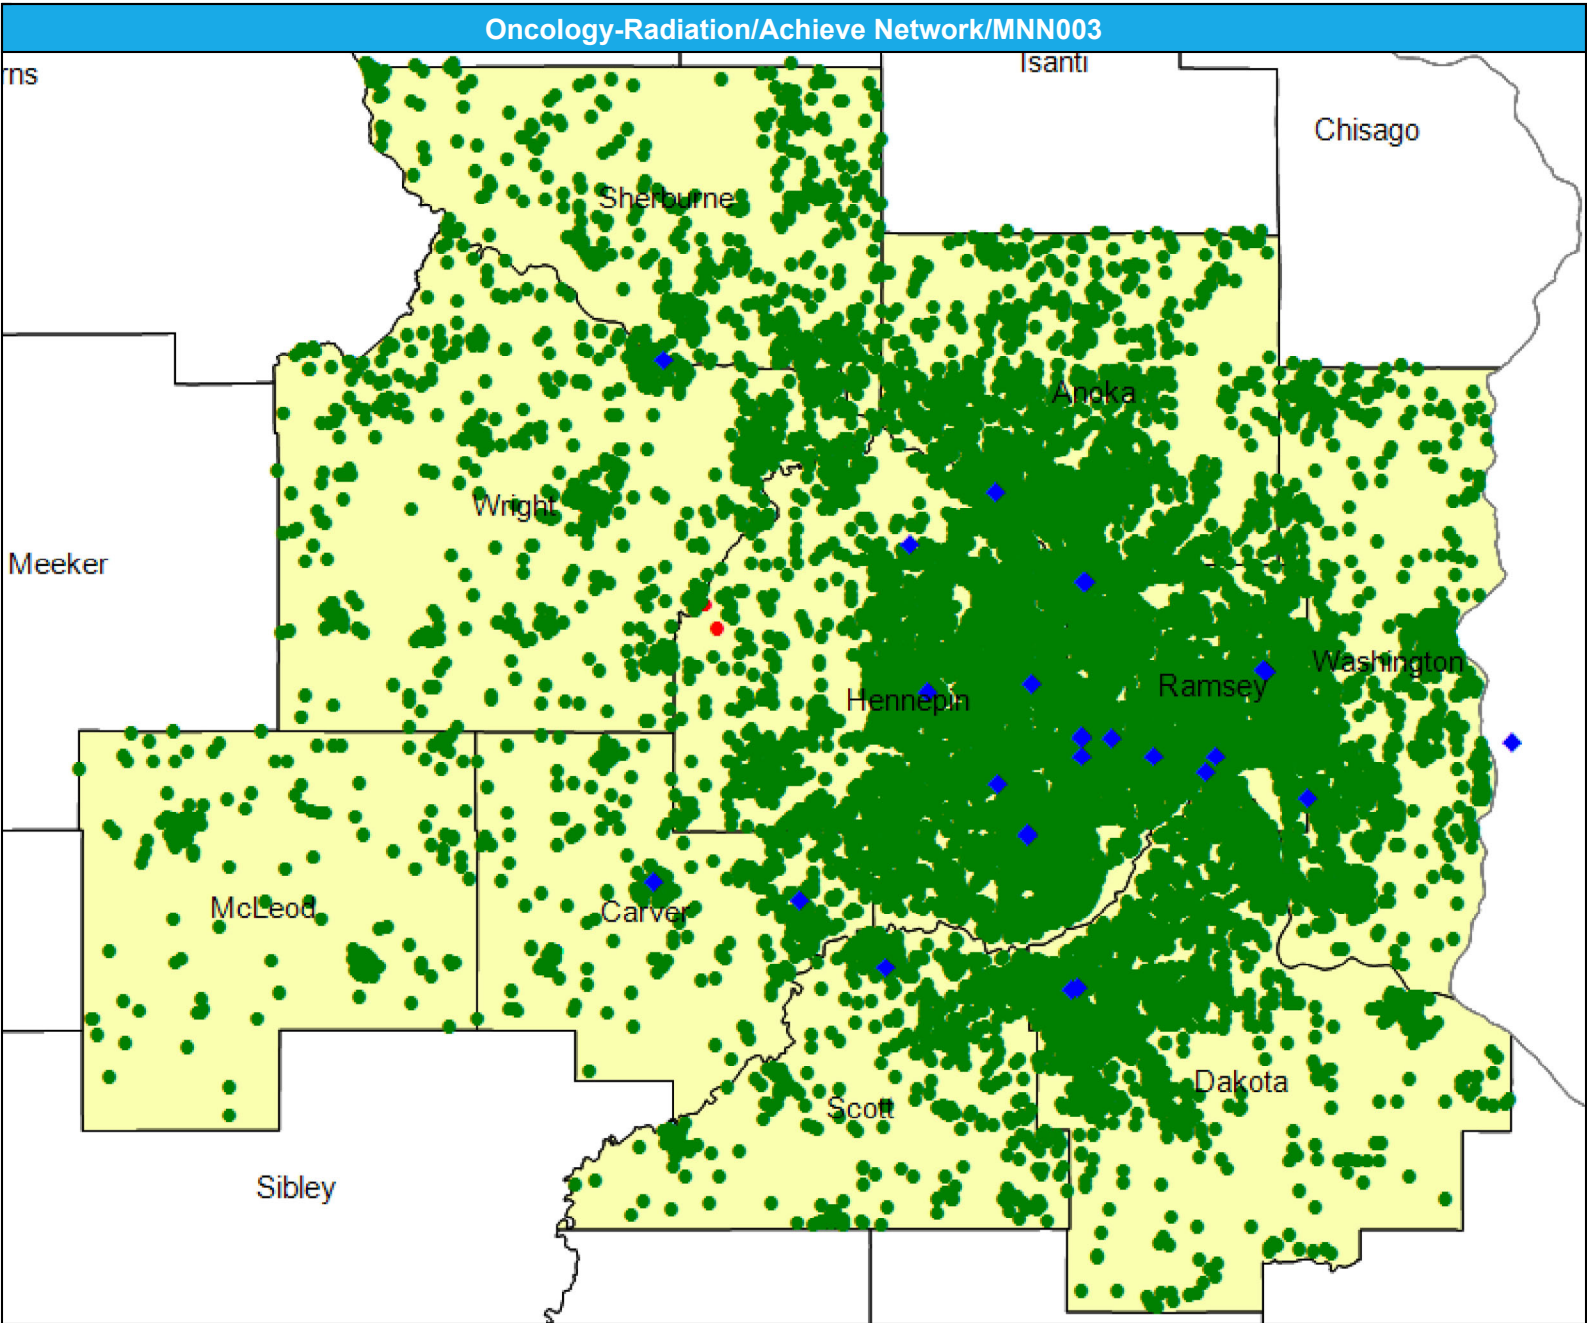 Oncology-Radiation/Achieve Network/MNN003
rns
Isanti
Chisago
Sherburne
Anoka
Wright
Meeker
Washington
Ramsey
Hennepin
McLeod
Carver
Dakota
Scott
Sibley